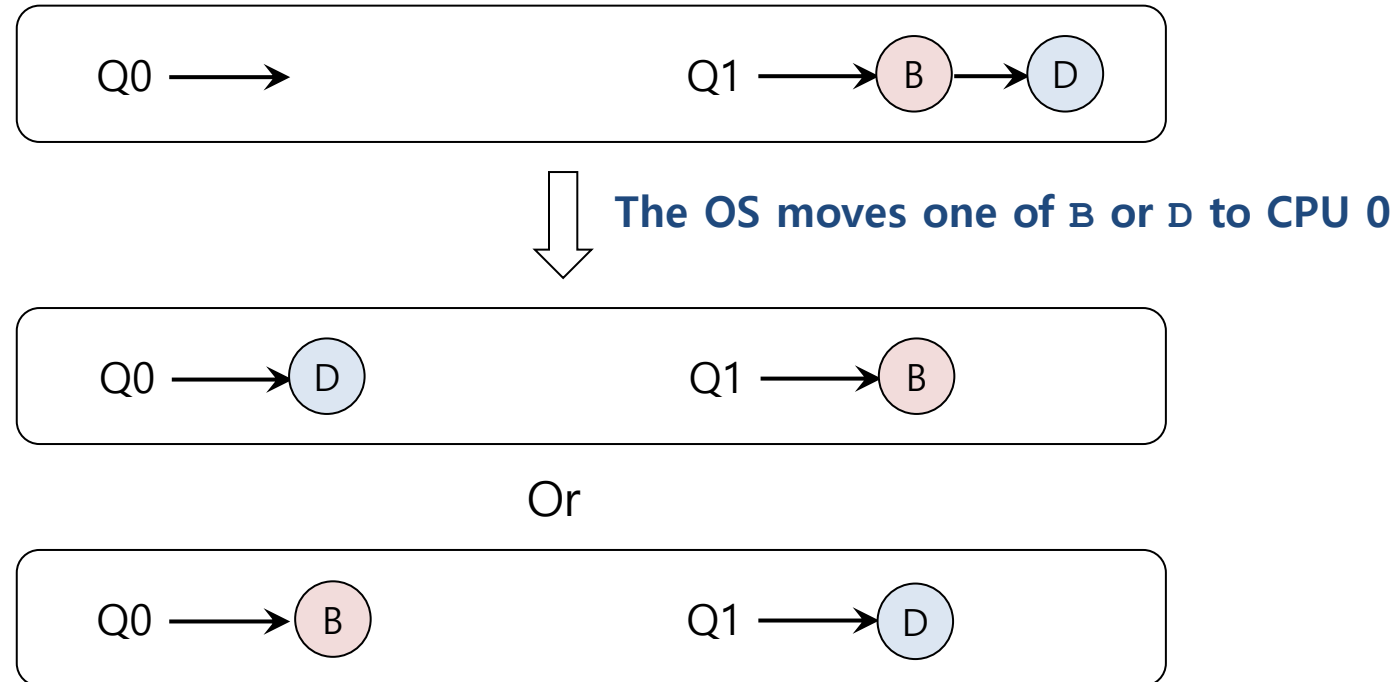 Q0 Q1 B D
The OS moves one of B or D to CPU 0
Q0 D Q1 B
Or
Q0 B Q1 D